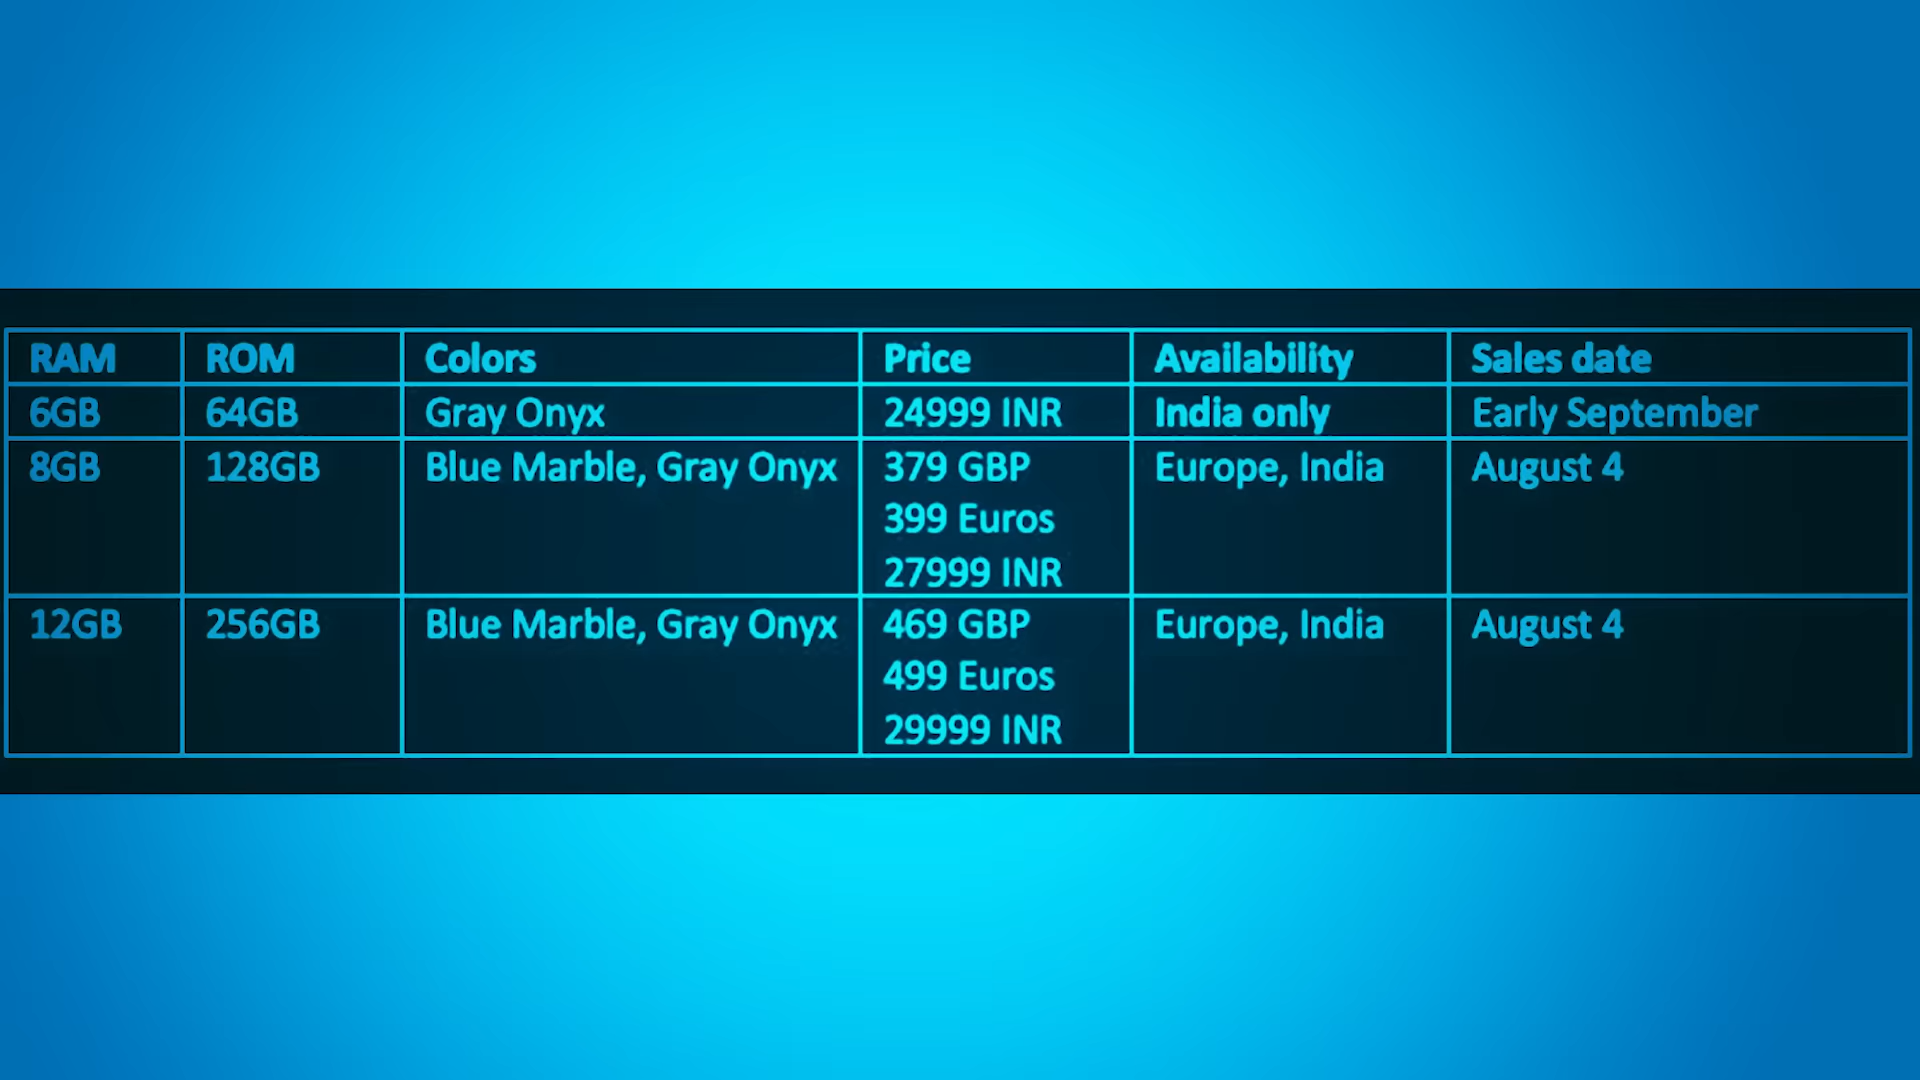 RAM ROM Colors Price Availability Sales date
6GB 64GB Gray Onyx 24999 INR India only Early September
8GB 128GB Blue Marble, Gray Onyx 379 GBP Europe, India August 4
399 Euros
27999 INR
12GB 256GB Blue Marble, Gray Onyx 469 GBP Europe, India August 4
499 Euros
29999 INR